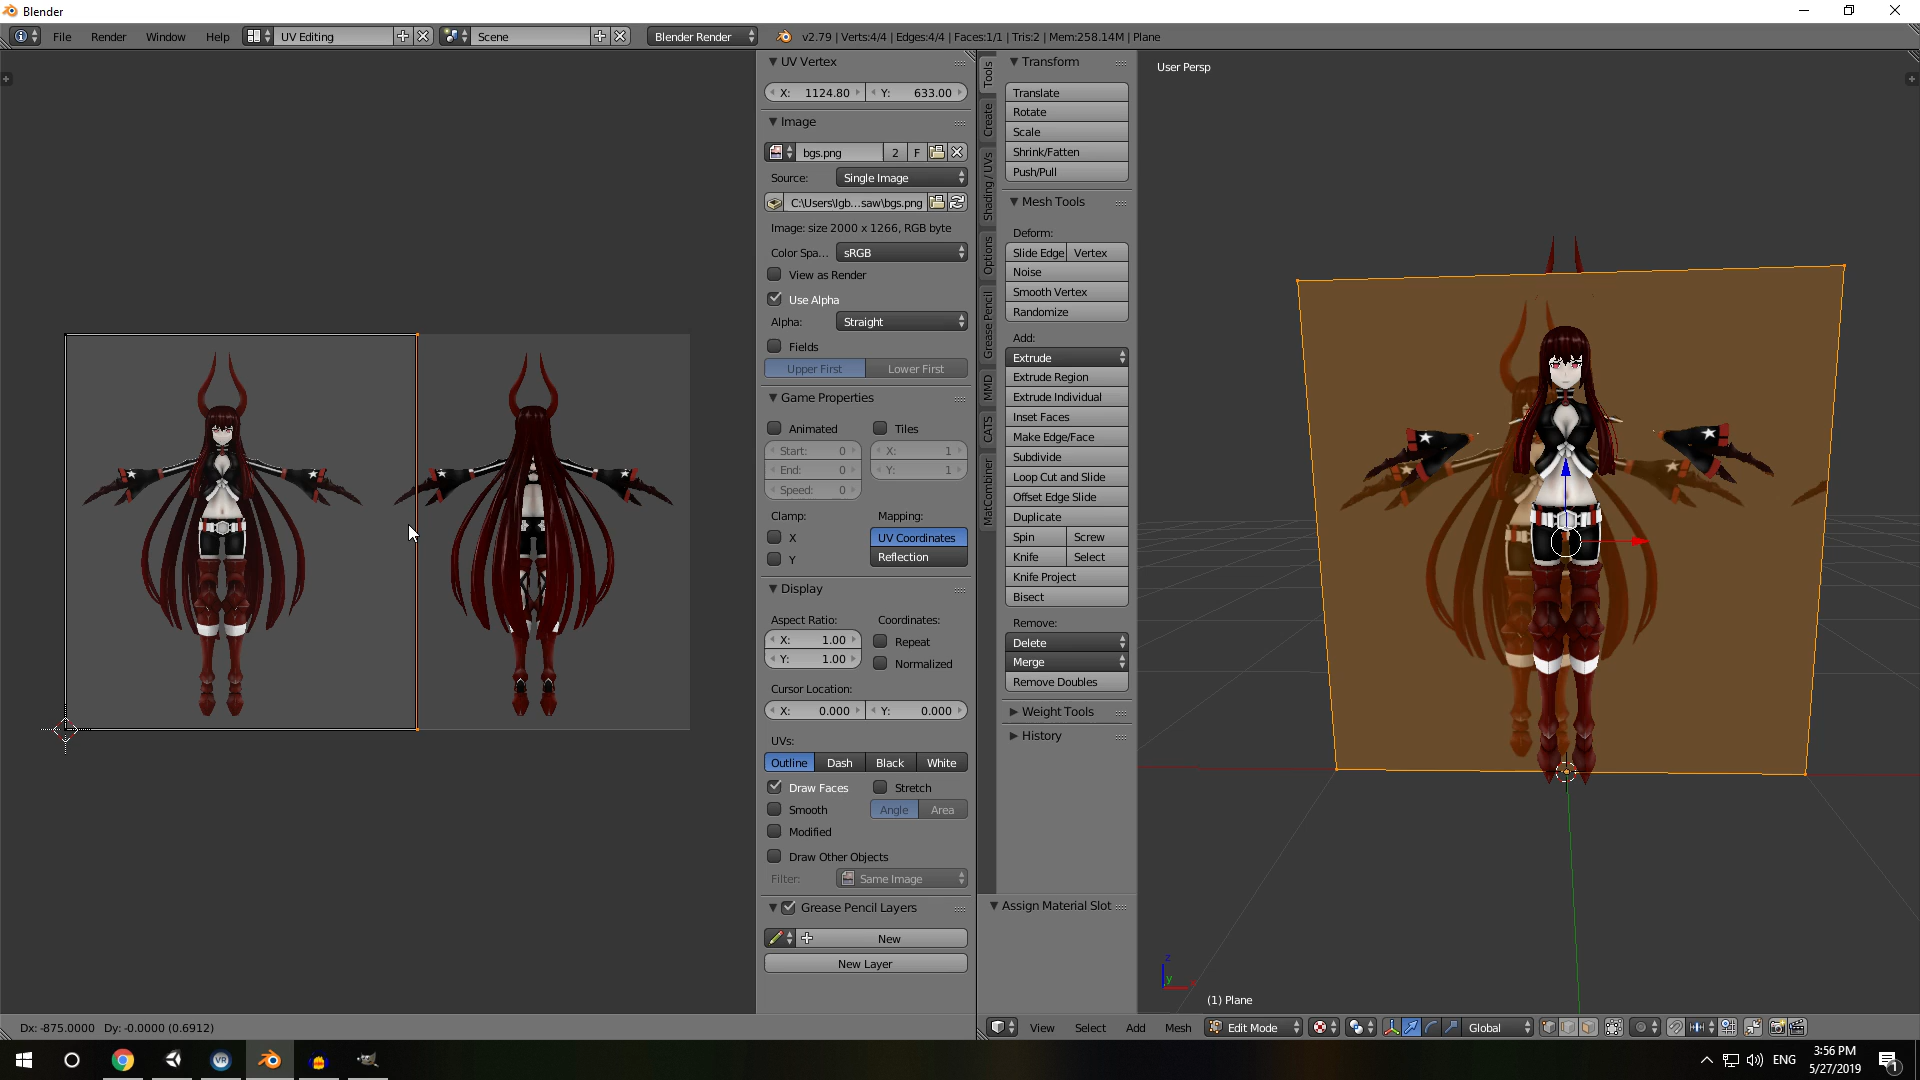 Blender
File Render Window Help UV Editing Scene Blender Render v2.79 | Verts:4/4 | Edges:4/4 | Faces:1/1 | Tris:2 | Mem:258.14M | Plane
UV Vertex
X: 1124.80 Y: 633.00
Image
bgs.png 2 F
Source: Single Image
C:\Users\Igb...saw\bgs.png
Image: size 2000 x 1266, RGB byte
Color Spa... sRGB
View as Render
Use Alpha
Alpha: Straight
Fields
Upper First Lower First
Game Properties
Animated Tiles
Start: 0 X: 1
End: 0 Y: 1
Speed: 0
Clamp: Mapping:
X UV Coordinates
Y Reflection
Display
Aspect Ratio: Coordinates:
X: 1.00 Repeat
Y: 1.00 Normalized
Cursor Location:
X: 0.000 Y: 0.000
UVs:
Outline Dash Black White
Draw Faces Stretch
Smooth Angle Area
Modified
Draw Other Objects
Filter: Same Image
Grease Pencil Layers
New
New Layer
Tools
Create
Shading / UVs
Options
Grease Pencil
MMD
CATS
MatCombiner
Transform
Translate
Rotate
Scale
Shrink/Fatten
Push/Pull
Mesh Tools
Deform:
Slide Edge Vertex
Noise
Smooth Vertex
Randomize
Add:
Extrude
Extrude Region
Extrude Individual
Inset Faces
Make Edge/Face
Subdivide
Loop Cut and Slide
Offset Edge Slide
Duplicate
Spin Screw
Knife Select
Knife Project
Bisect
Remove:
Delete
Merge
Remove Doubles
Weight Tools
History
Assign Material Slot
User Persp
z
y
(1) Plane
Dx: -875.0000 Dy: -0.0000 (0.6912)
View Select Add Mesh Edit Mode Global
VR
ENG
3:56 PM
5/27/2019
1